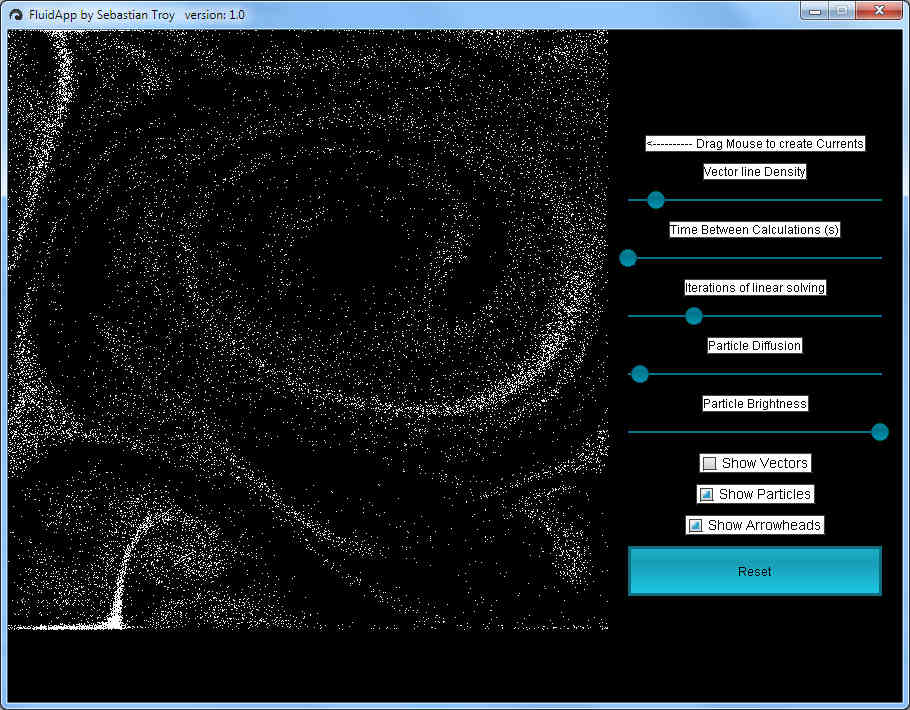 FluidApp by Sebastian Troy   version: 1.0
<---------- Drag Mouse to create Currents
Vector line Density
Time Between Calculations (s)
Iterations of linear solving
Particle Diffusion
Particle Brightness
Show Vectors
Show Particles
Show Arrowheads
Reset